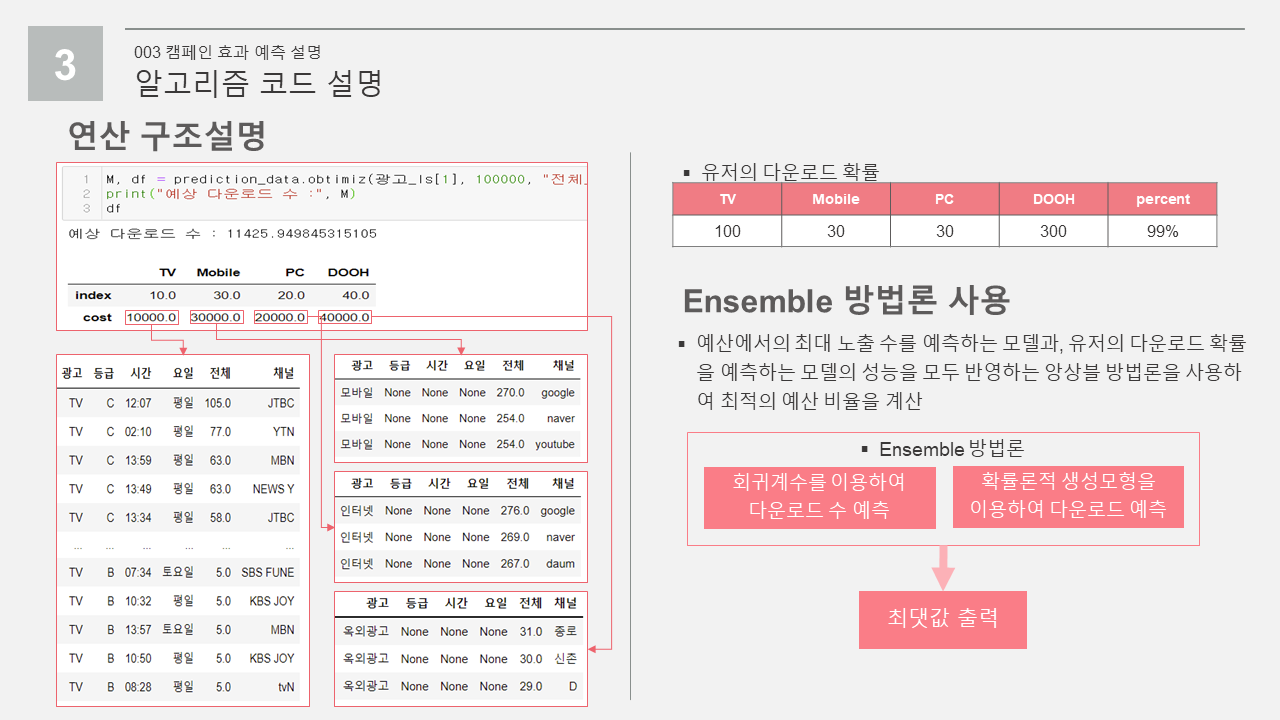 3
003 캠페인 효과 예측 설명
알고리즘 코드 설명
연산 구조설명
1 M, df = prediction_data.obtimiz(광고_ls[1], 100000, "전체_
2 print("예상 다운로드 수 :", M)
3 df
예상 다운로드 수 : 11425.949845315105
TV Mobile PC DOOH
index 10.0 30.0 20.0 40.0
cost 10000.0 30000.0 20000.0 40000.0
광고 등급 시간 요일 전체 채널
TV C 12:07 평일 105.0 JTBC
TV C 02:10 평일 77.0 YTN
TV C 13:59 평일 63.0 MBN
TV C 13:49 평일 63.0 NEWS Y
TV C 13:34 평일 58.0 JTBC
... ... ... ... ... ...
TV B 07:34 토요일 5.0 SBS FUNE
TV B 10:32 평일 5.0 KBS JOY
TV B 13:57 토요일 5.0 MBN
TV B 10:50 평일 5.0 KBS JOY
TV B 08:28 평일 5.0 tvN
광고 등급 시간 요일 전체 채널
모바일 None None None 270.0 google
모바일 None None None 254.0 naver
모바일 None None None 254.0 youtube
광고 등급 시간 요일 전체 채널
인터넷 None None None 276.0 google
인터넷 None None None 269.0 naver
인터넷 None None None 267.0 daum
광고 등급 시간 요일 전체 채널
옥외광고 None None None 31.0 종로
옥외광고 None None None 30.0 신촌
옥외광고 None None None 29.0 D
▪ 유저의 다운로드 확률
TV Mobile PC DOOH percent
100 30 30 300 99%
Ensemble 방법론 사용
▪ 예산에서의 최대 노출 수를 예측하는 모델과, 유저의 다운로드 확률
을 예측하는 모델의 성능을 모두 반영하는 앙상블 방법론을 사용하
여 최적의 예산 비율을 계산
▪ Ensemble 방법론
회귀계수를 이용하여
다운로드 수 예측
확률론적 생성모형을
이용하여 다운로드 예측
최댓값 출력